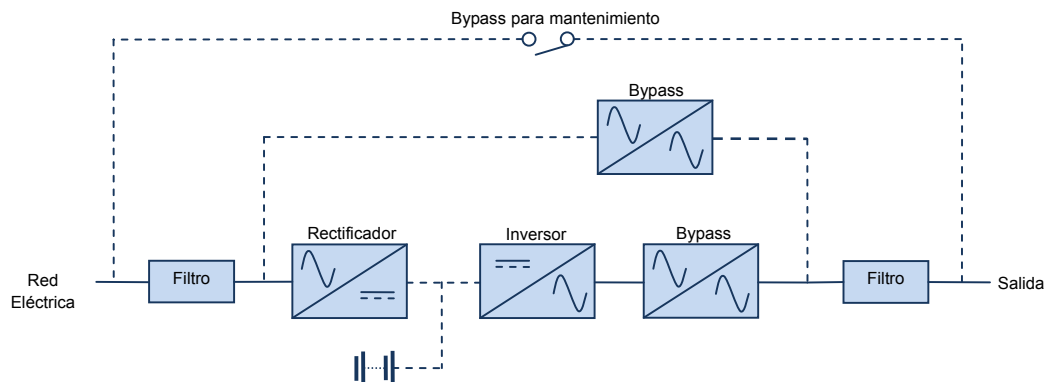 Bypass para mantenimiento
Bypass
Rectificador
Inversor
Bypass
Red
Eléctrica
Filtro
Filtro
Salida